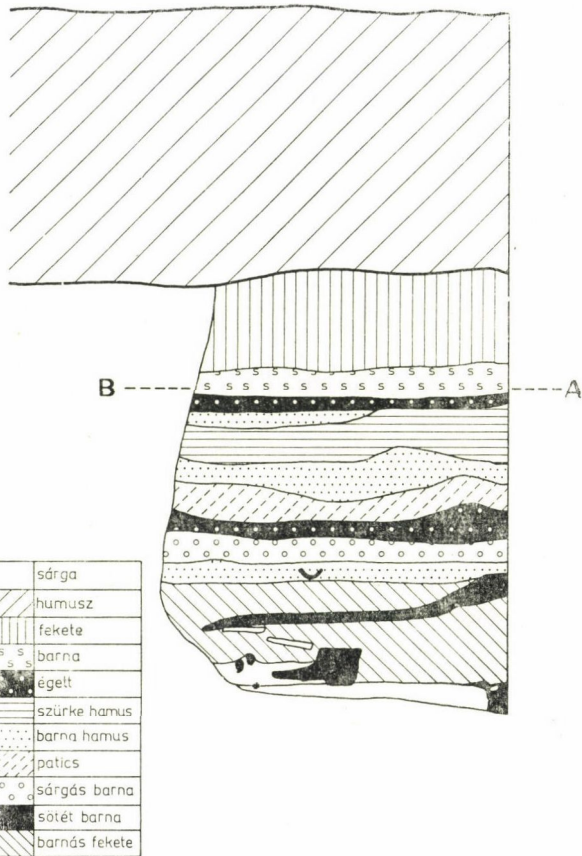 B A
sárga
humusz
fekete
barna
égett
szürke hamus
barna hamus
patics
sárgás barna
sötét barna
barnás fekete